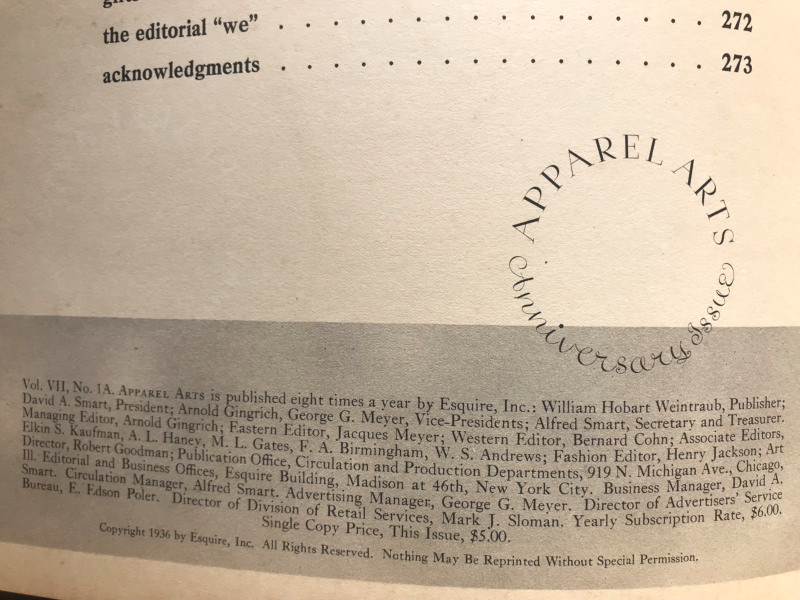 the editorial “we” . . . . . . . . . . . . . . . . 272
acknowledgments . . . . . . . . . . . . . . . . 273
APPAREL ARTS
Anniversary Issue
Vol. VII, No. 1A. APPAREL ARTS is published eight times a year by Esquire, Inc.: William Hobart Weintraub, Publisher;
David A. Smart, President; Arnold Gingrich, George G. Meyer, Vice-Presidents; Alfred Smart, Secretary and Treasurer.
Managing Editor, Arnold Gingrich; Eastern Editor, Jacques Meyer; Western Editor, Bernard Cohn; Associate Editors,
Elkin S. Kaufman, A. L. Haney, M. L. Gates, F. A. Birmingham, W. S. Andrews; Fashion Editor, Henry Jackson; Art
Director, Robert Goodman; Publication Office, Circulation and Production Departments, 919 N. Michigan Ave., Chicago,
Ill. Editorial and Business Offices, Esquire Building, Madison at 46th, New York City. Business Manager, David A.
Smart. Circulation Manager, Alfred Smart. Advertising Manager, George G. Meyer. Director of Advertisers' Service
Bureau, E. Edson Poler. Director of Division of Retail Services, Mark J. Sloman. Yearly Subscription Rate, $6.00.
Single Copy Price, This Issue, $5.00.
Copyright 1936 by Esquire, Inc. All Rights Reserved. Nothing May Be Reprinted Without Special Permission.